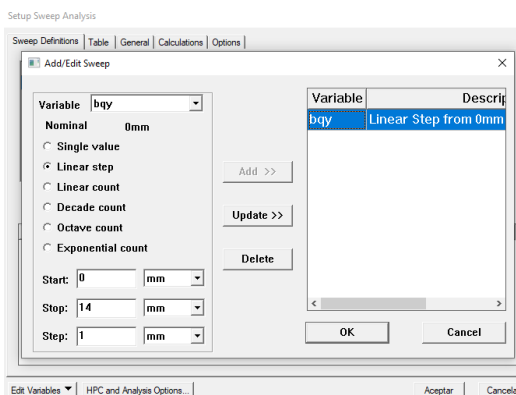 Setup Sweep Analysis
Sweep Definitions Table General Calculations Options
Add/Edit Sweep
Variable bqy
Nominal 0mm
Single value
Linear step
Linear count
Decade count
Octave count
Exponential count
Start: 0 mm
Stop: 14 mm
Step: 1 mm
Add >>
Update >>
Delete
Variable Descrip
bqy Linear Step from 0mm
OK Cancel
Edit Variables HPC and Analysis Options... Aceptar Cancela